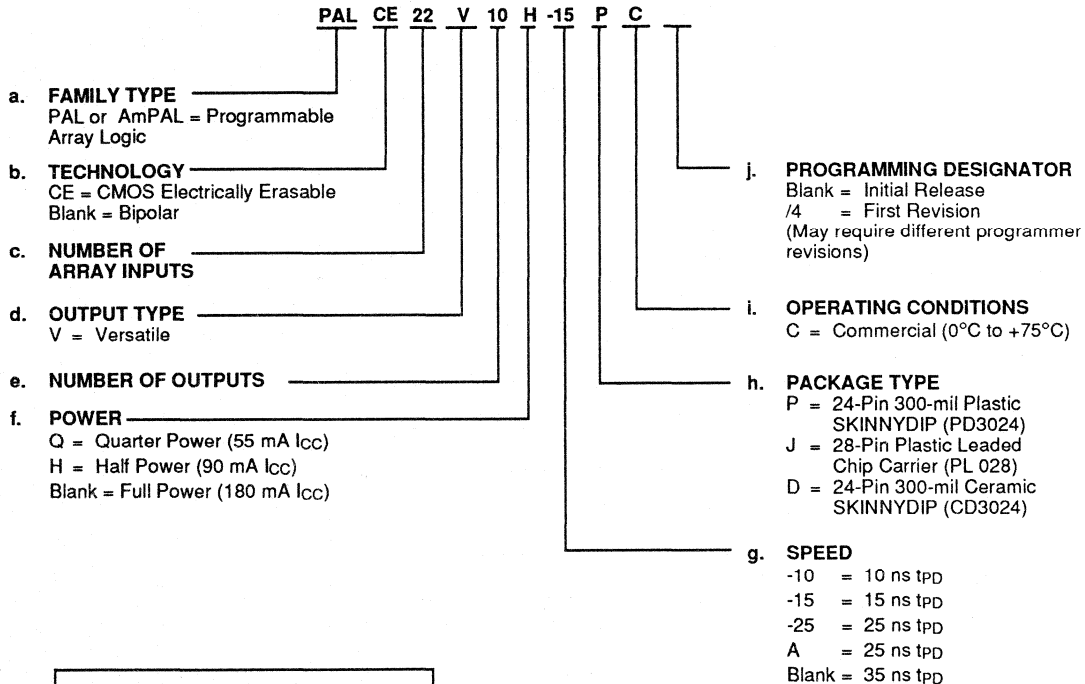 PAL CE 22 V 10 H -15 P C
a. FAMILY TYPE
PAL or AmPAL = Programmable
Array Logic
b. TECHNOLOGY
CE = CMOS Electrically Erasable
Blank = Bipolar
c. NUMBER OF
ARRAY INPUTS
d. OUTPUT TYPE
V = Versatile
e. NUMBER OF OUTPUTS
f. POWER
Q = Quarter Power (55 mA ICC)
H = Half Power (90 mA ICC)
Blank = Full Power (180 mA ICC)
j. PROGRAMMING DESIGNATOR
Blank = Initial Release
/4 = First Revision
(May require different programmer
revisions)
i. OPERATING CONDITIONS
C = Commercial (0°C to +75°C)
h. PACKAGE TYPE
P = 24-Pin 300-mil Plastic
SKINNYDIP (PD3024)
J = 28-Pin Plastic Leaded
Chip Carrier (PL 028)
D = 24-Pin 300-mil Ceramic
SKINNYDIP (CD3024)
g. SPEED
-10 = 10 ns tPD
-15 = 15 ns tPD
-25 = 25 ns tPD
A = 25 ns tPD
Blank = 35 ns tPD